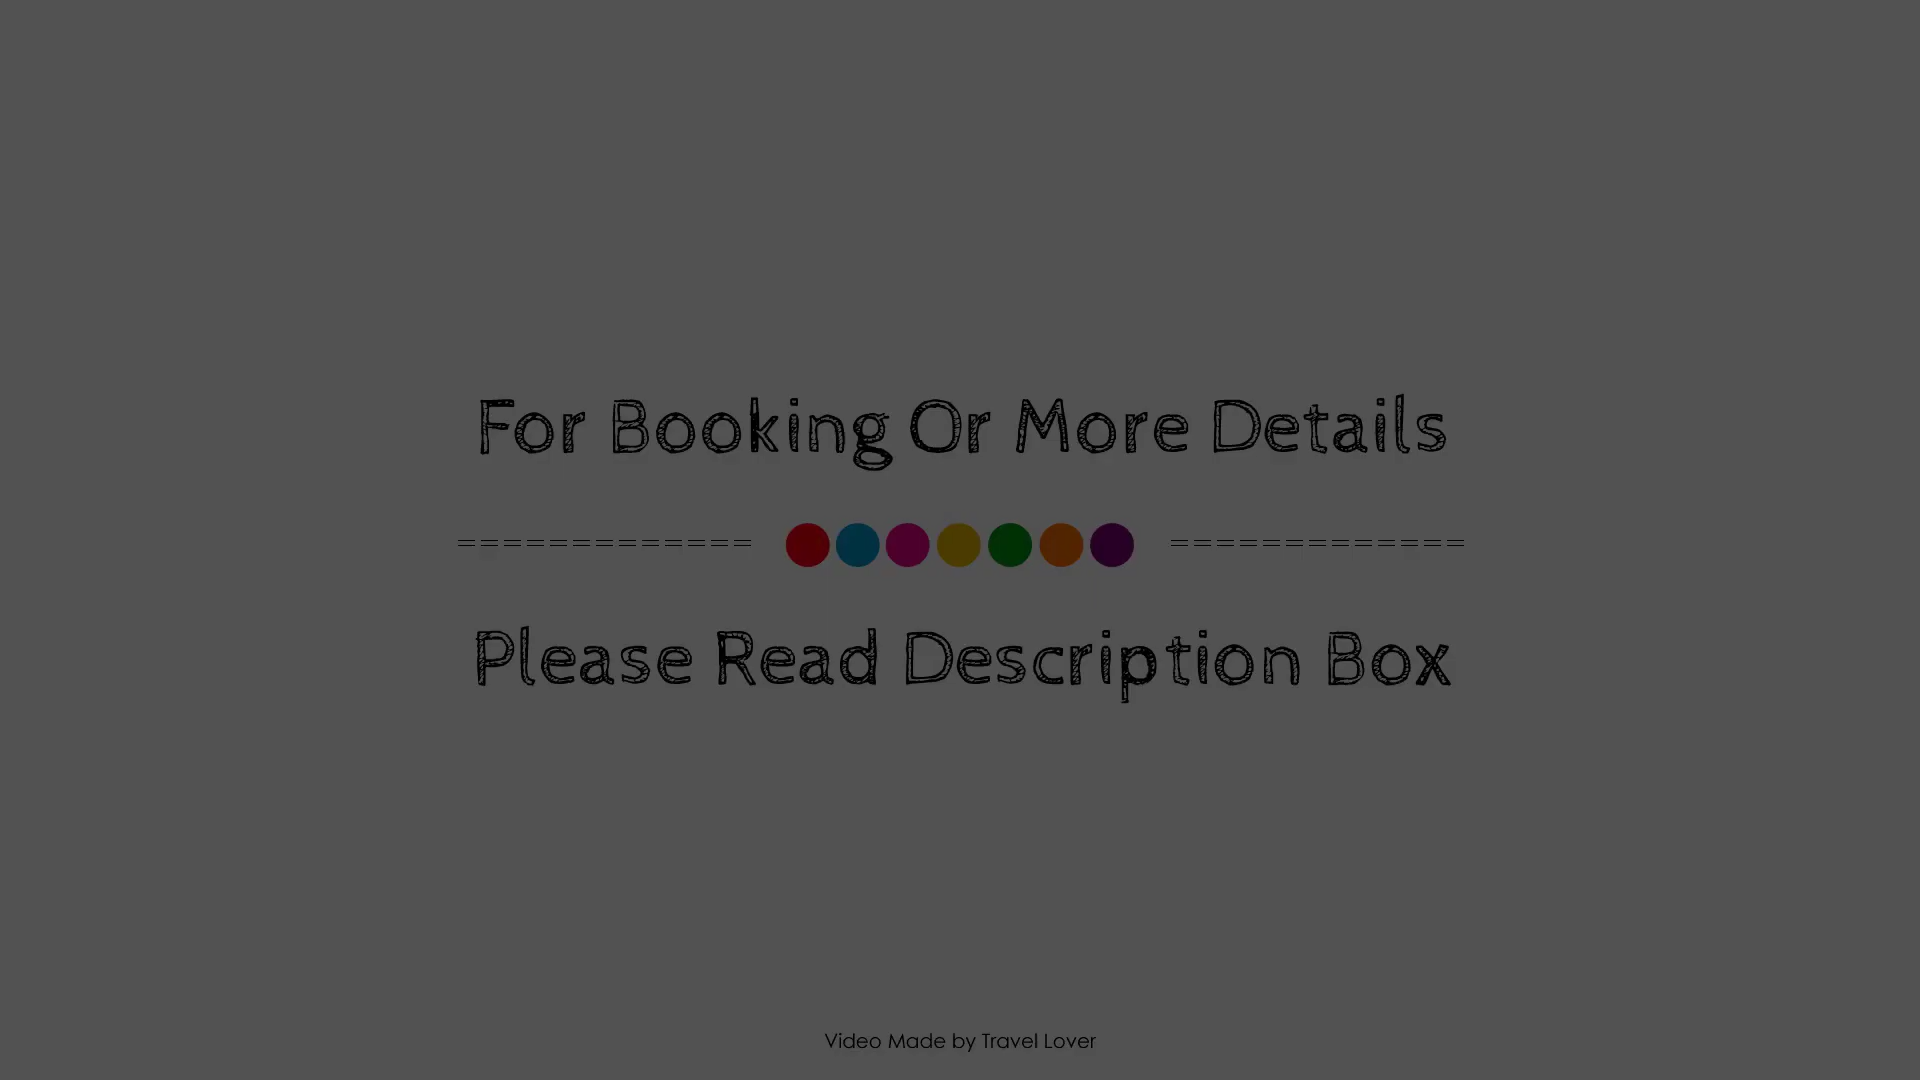 For Booking Or More Details
============= =============
Please Read Description Box
Video Made by Travel Lover